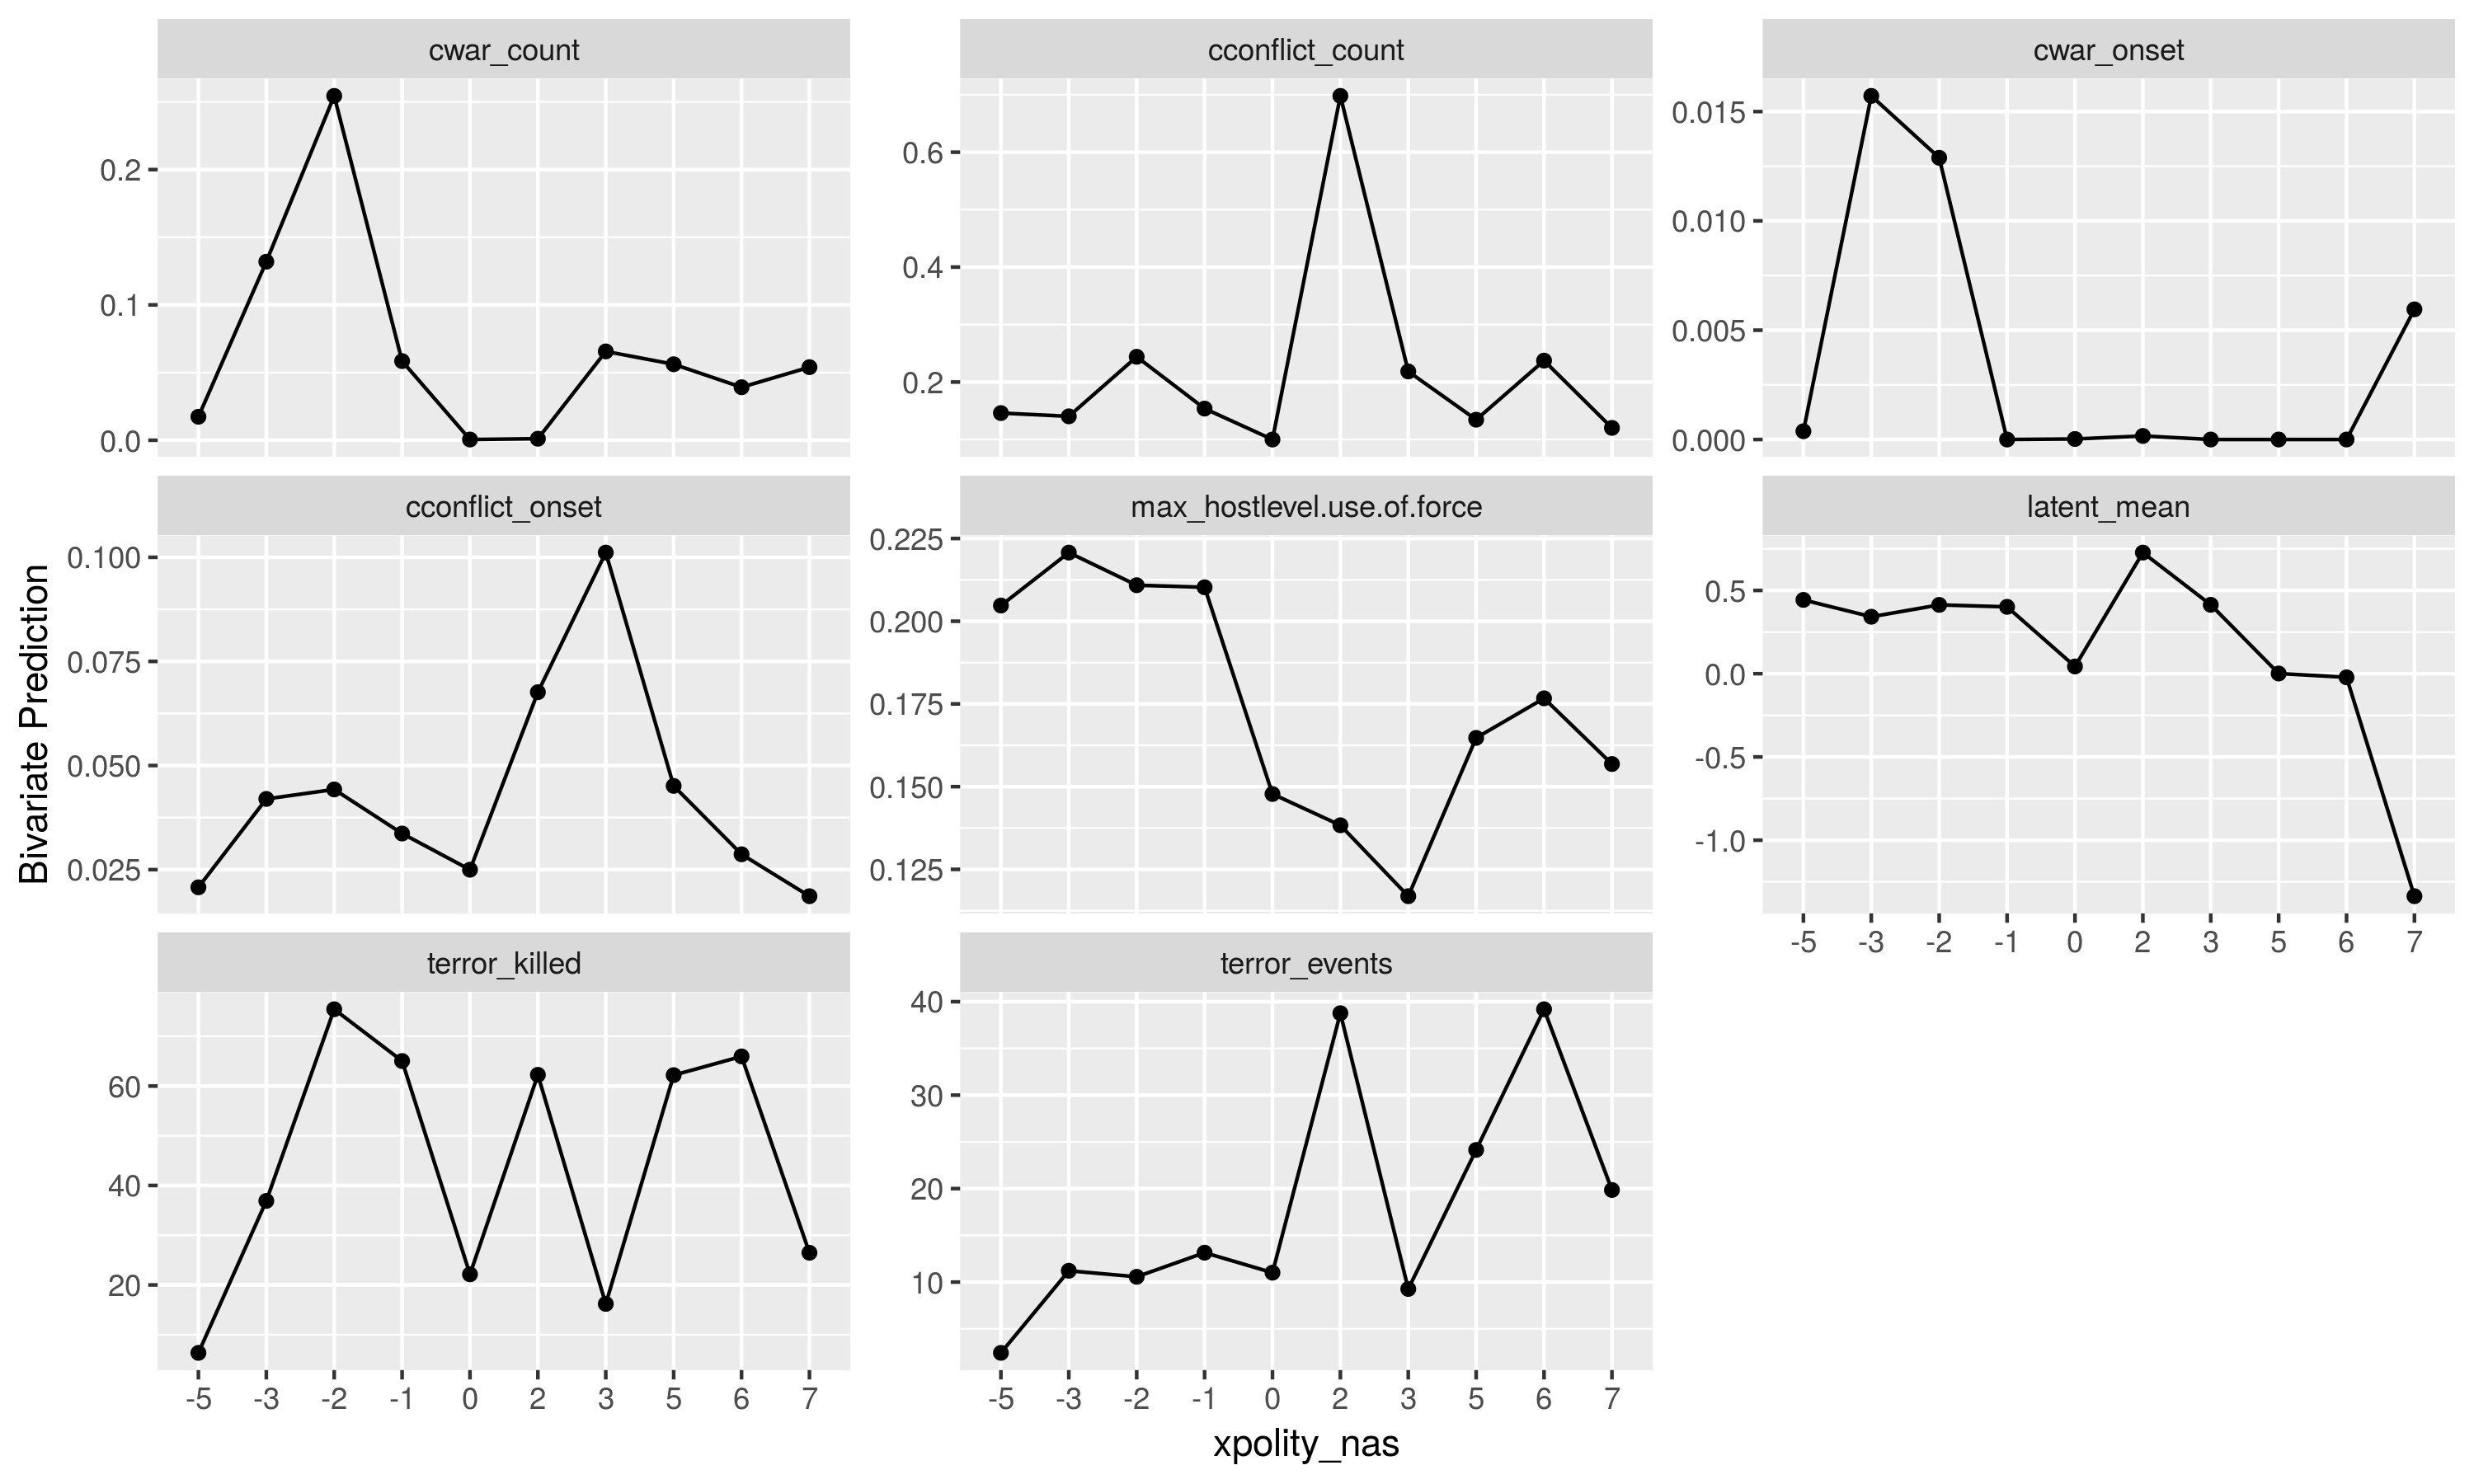 cwar_count
cconflict_count
cwar_onset
0.2
0.1
0.0
0.6
0.4
0.2
0.015
0.010
0.005
0.000
cconflict_onset
max_hostlevel.use.of.force
latent_mean
0.100
0.075
0.050
0.025
0.225
0.200
0.175
0.150
0.125
0.5
0.0
-0.5
-1.0
-5 -3 -2 -1 0 2 3 5 6 7
Bivariate Prediction
terror_killed
terror_events
60
40
20
40
30
20
10
-5 -3 -2 -1 0 2 3 5 6 7
-5 -3 -2 -1 0 2 3 5 6 7
xpolity_nas